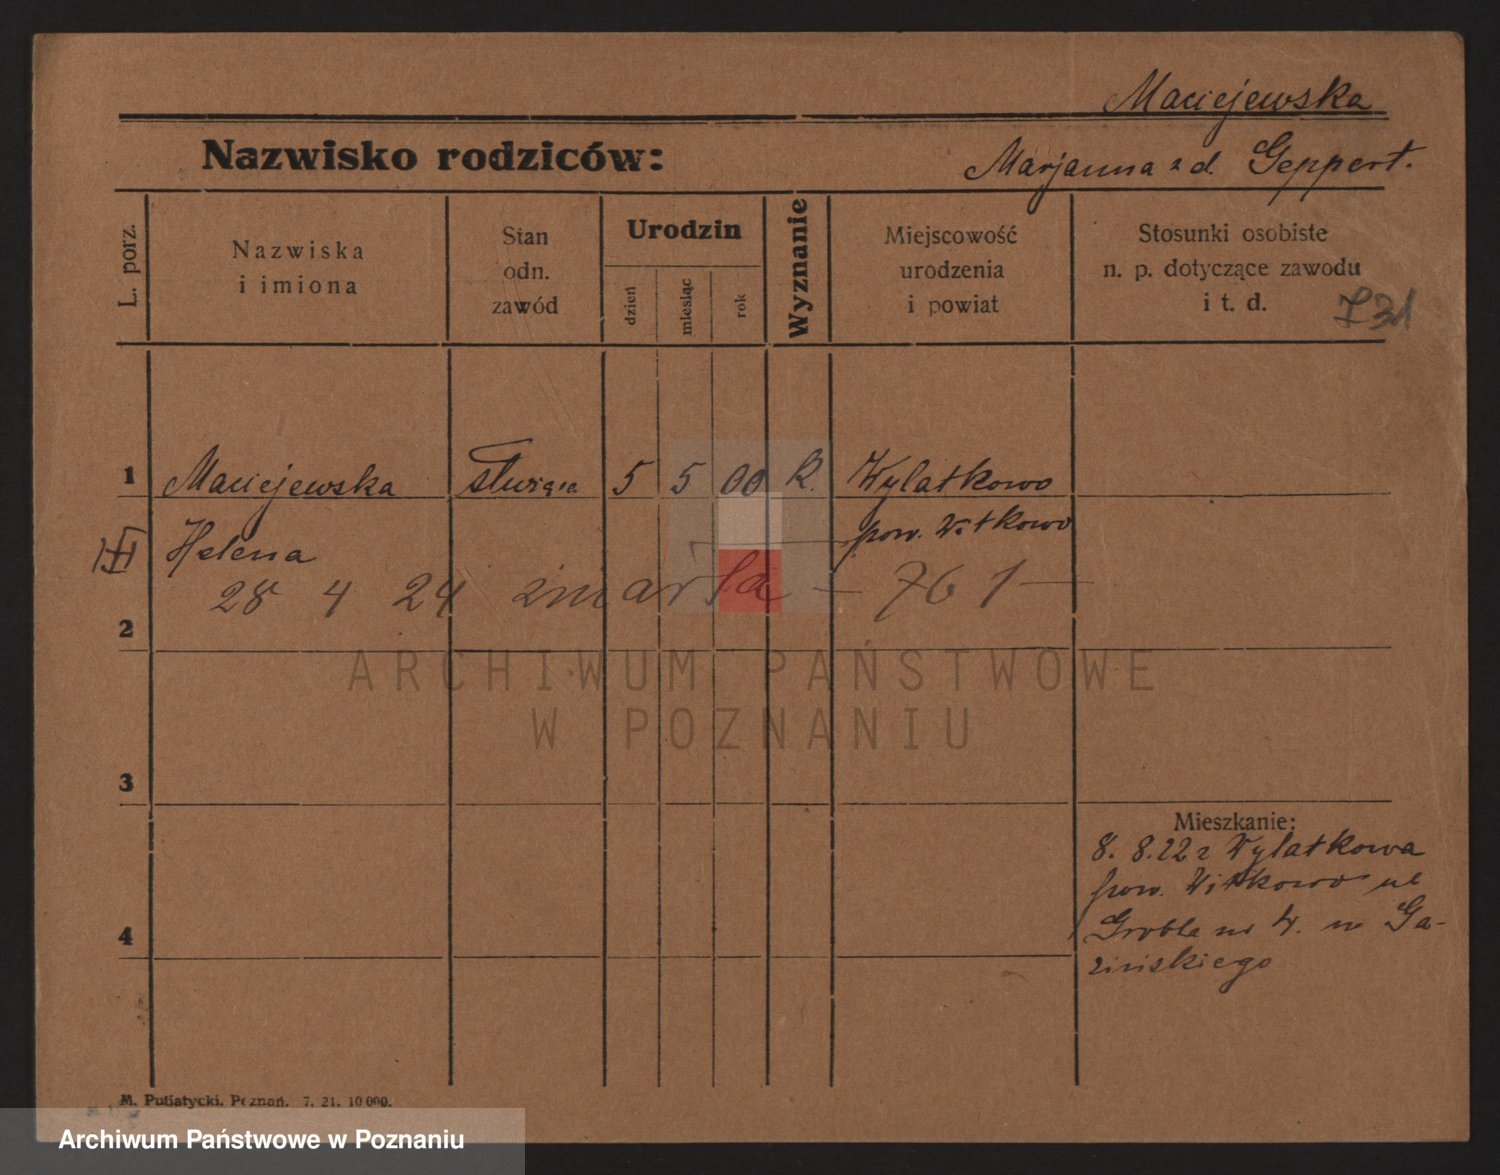 Maciejewska
Nazwisko rodziców: Marjanna z d. Geppert.
L. porz.
Nazwiska i imiona
Stan odn. zawód
Urodzin
dzień
miesiąc
rok
Wyznanie
Miejscowość urodzenia i powiat
Stosunki osobiste n. p. dotyczące zawodu i t. d.
731
1 Maciejewska służąca 5 5 00 k. Wylatkowo
Helena pow. Witkowo
28 4 24 zmarła - 761 -
2
ARCHIWUM PAŃSTWOWE
W POZNANIU
3
Mieszkanie:
8. 8.22 z Wylatkowa
pow. Witkowo ul
4 Grobla nr 4. u Ga-
zińskiego
M. Putiatycki, Poznań. 7. 21. 10 000.
Archiwum Państwowe w Poznaniu